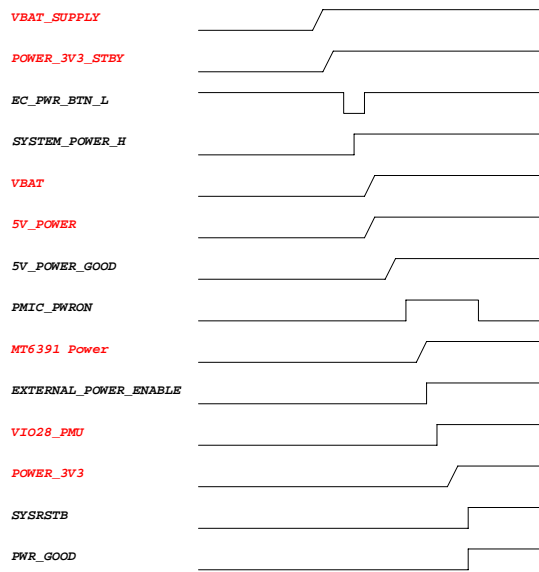 VBAT_SUPPLY
POWER_3V3_STBY
EC_PWR_BTN_L
SYSTEM_POWER_H
VBAT
5V_POWER
5V_POWER_GOOD
PMIC_PWRON
MT6391 Power
EXTERNAL_POWER_ENABLE
VIO28_PMU
POWER_3V3
SYSRSTB
PWR_GOOD